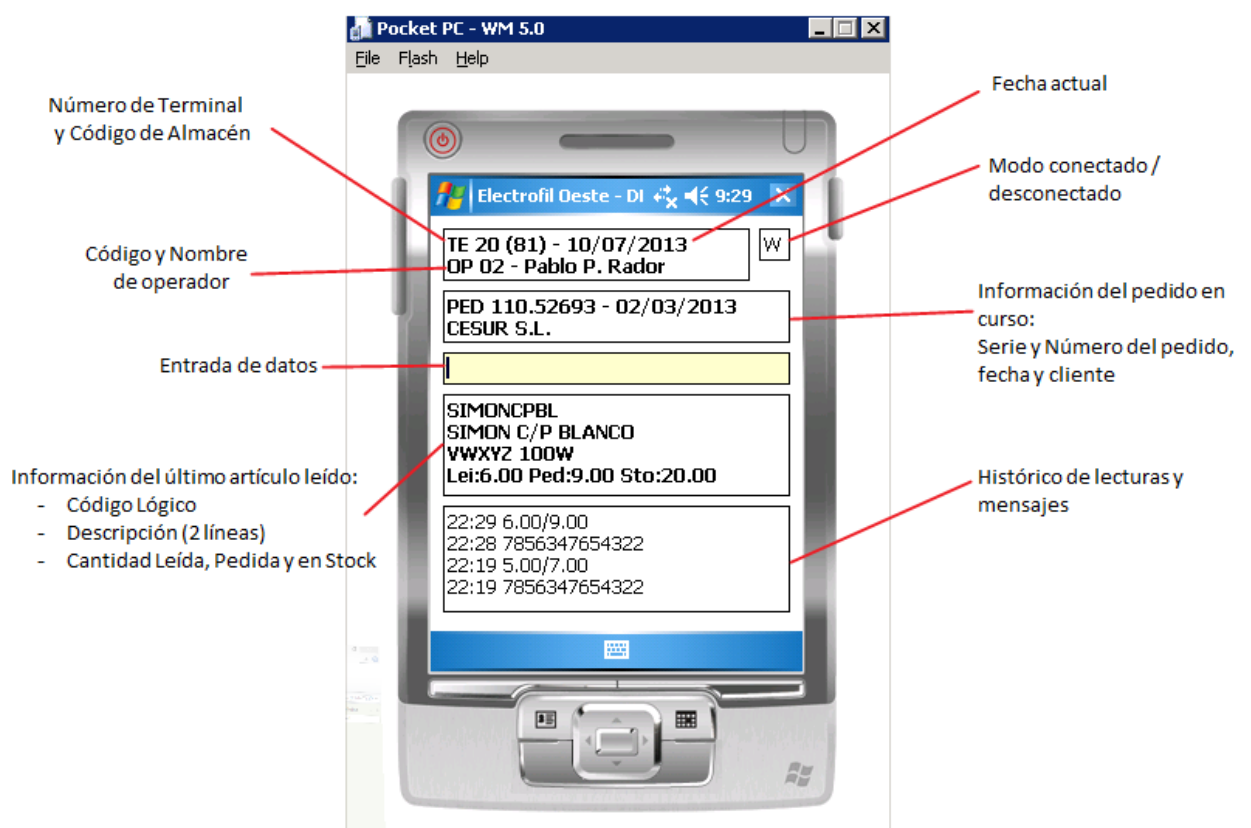 Pocket PC - WM 5.0
File Flash Help
Número de Terminal
y Código de Almacén
Código y Nombre
de operador
Entrada de datos
Información del último artículo leído:
- Código Lógico
- Descripción (2 líneas)
- Cantidad Leída, Pedida y en Stock
Electrofil Oeste - DI 9:29
TE 20 (81) - 10/07/2013
W
OP 02 - Pablo P. Rador
PED 110.52693 - 02/03/2013
CESUR S.L.
SIMONCPBL
SIMON C/P BLANCO
VWXYZ 100W
Lei:6.00 Ped:9.00 Sto:20.00
22:29 6.00/9.00
22:28 7856347654322
22:19 5.00/7.00
22:19 7856347654322
Fecha actual
Modo conectado /
desconectado
Información del pedido en
curso:
Serie y Número del pedido,
fecha y cliente
Histórico de lecturas y
mensajes